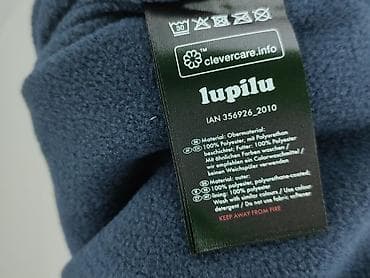 30
clevercare.info
lupilu
IAN 356926_2010
Material: Obermaterial:
100% Polyester, mit Polyurethan
beschichtet; Futter: 100% Polyester
Mit ähnlichen Farben waschen /
wir empfehlen ein Colorwaschmittel /
keinen Weichspüler verwenden
Material: outer:
100% polyester, polyurethane-coated;
lining: 100% polyester
Wash with similar colours / Use colour
detergent / Do not use fabric softener
KEEP AWAY FROM FIRE